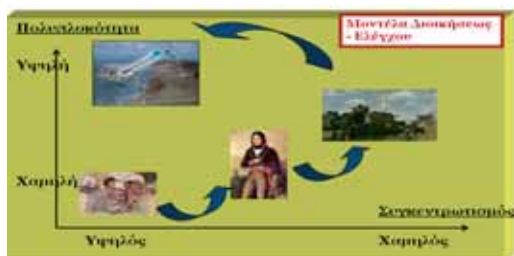 Πολυπλοκότητα
Μοντέλα Διοικήσεως
- Ελέγχου
Υψηλή
Χαμηλή
Συγκεντρωτισμός
Υψηλός
Χαμηλός